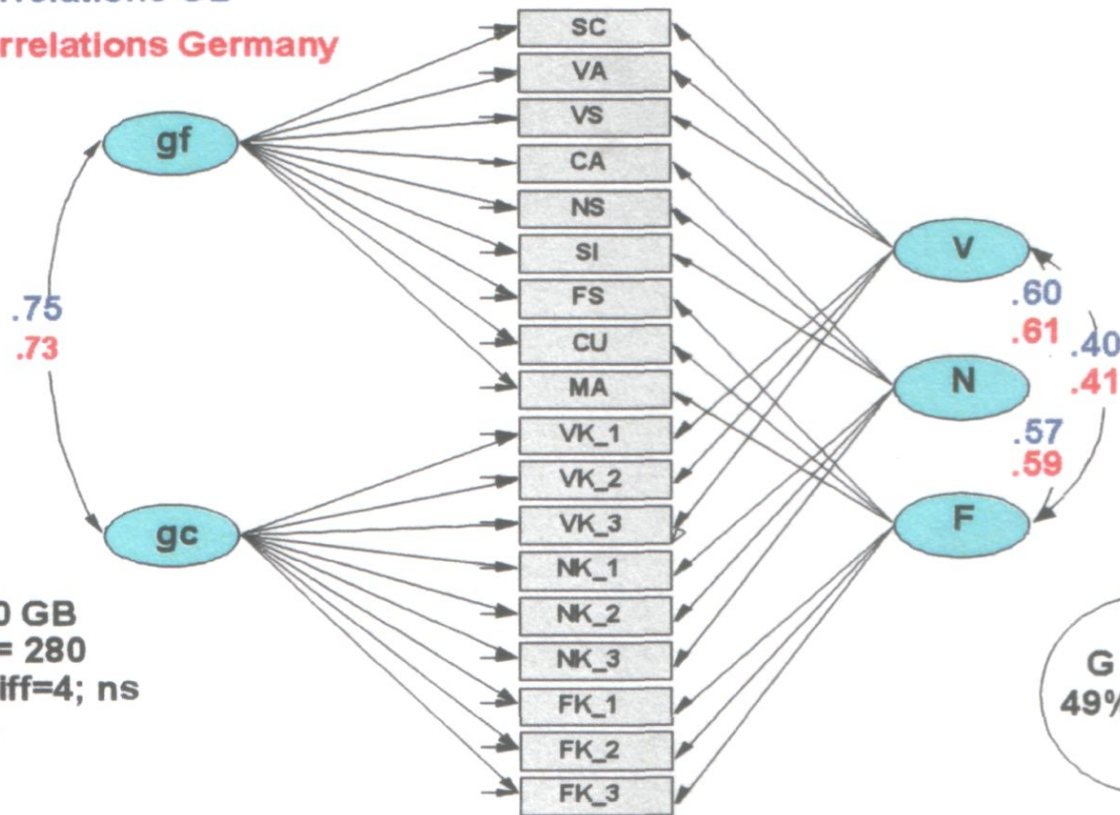 Correlations Germany
SC
VA
VS
CA
NS
SI
FS
CU
MA
VK_1
VK_2
VK_3
NK_1
NK_2
NK_3
FK_1
FK_2
FK_3
gf
gc
.75
.73
V
N
F
.60
.61
.40
.41
.57
.59
0 GB
= 280
iff=4; ns
G
49%